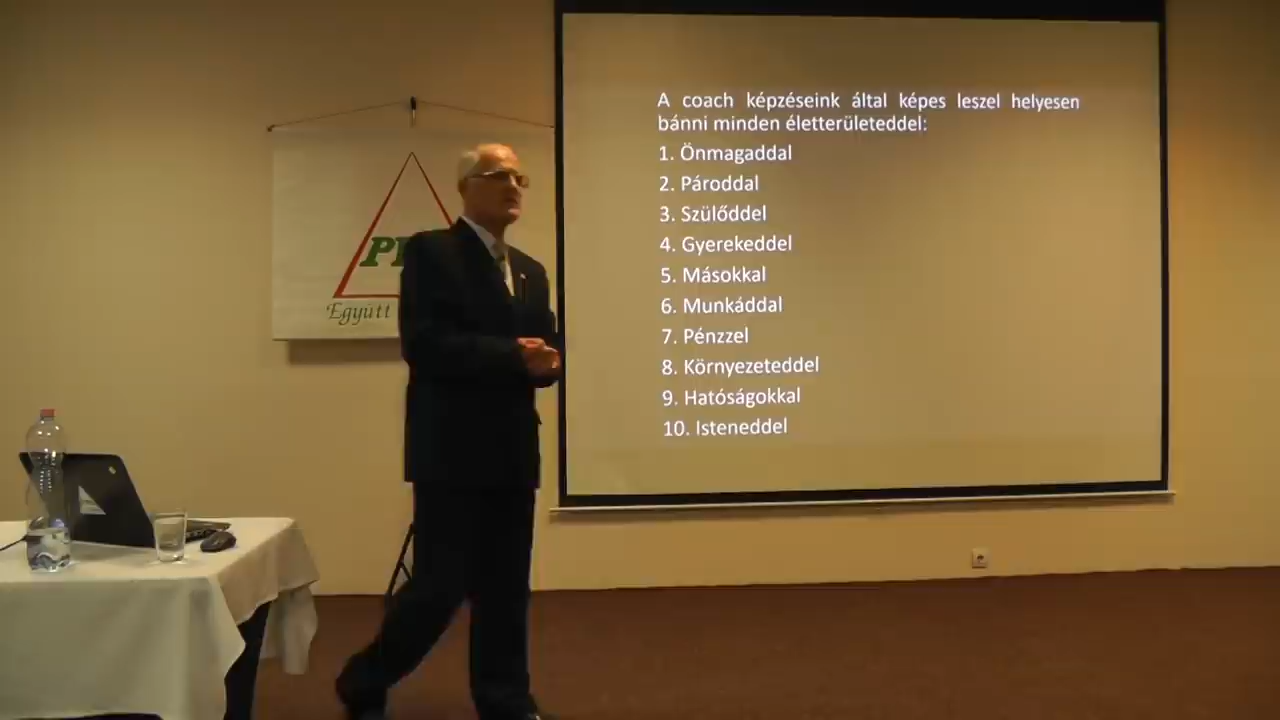 A coach képzéseink által képes leszel helyesen
bánni minden életterületeddel:
1. Önmagaddal
2. Pároddal
3. Szülőddel
4. Gyerekeddel
5. Másokkal
6. Munkáddal
7. Pénzzel
8. Környezeteddel
9. Hatóságokkal
10. Isteneddel
Együtt